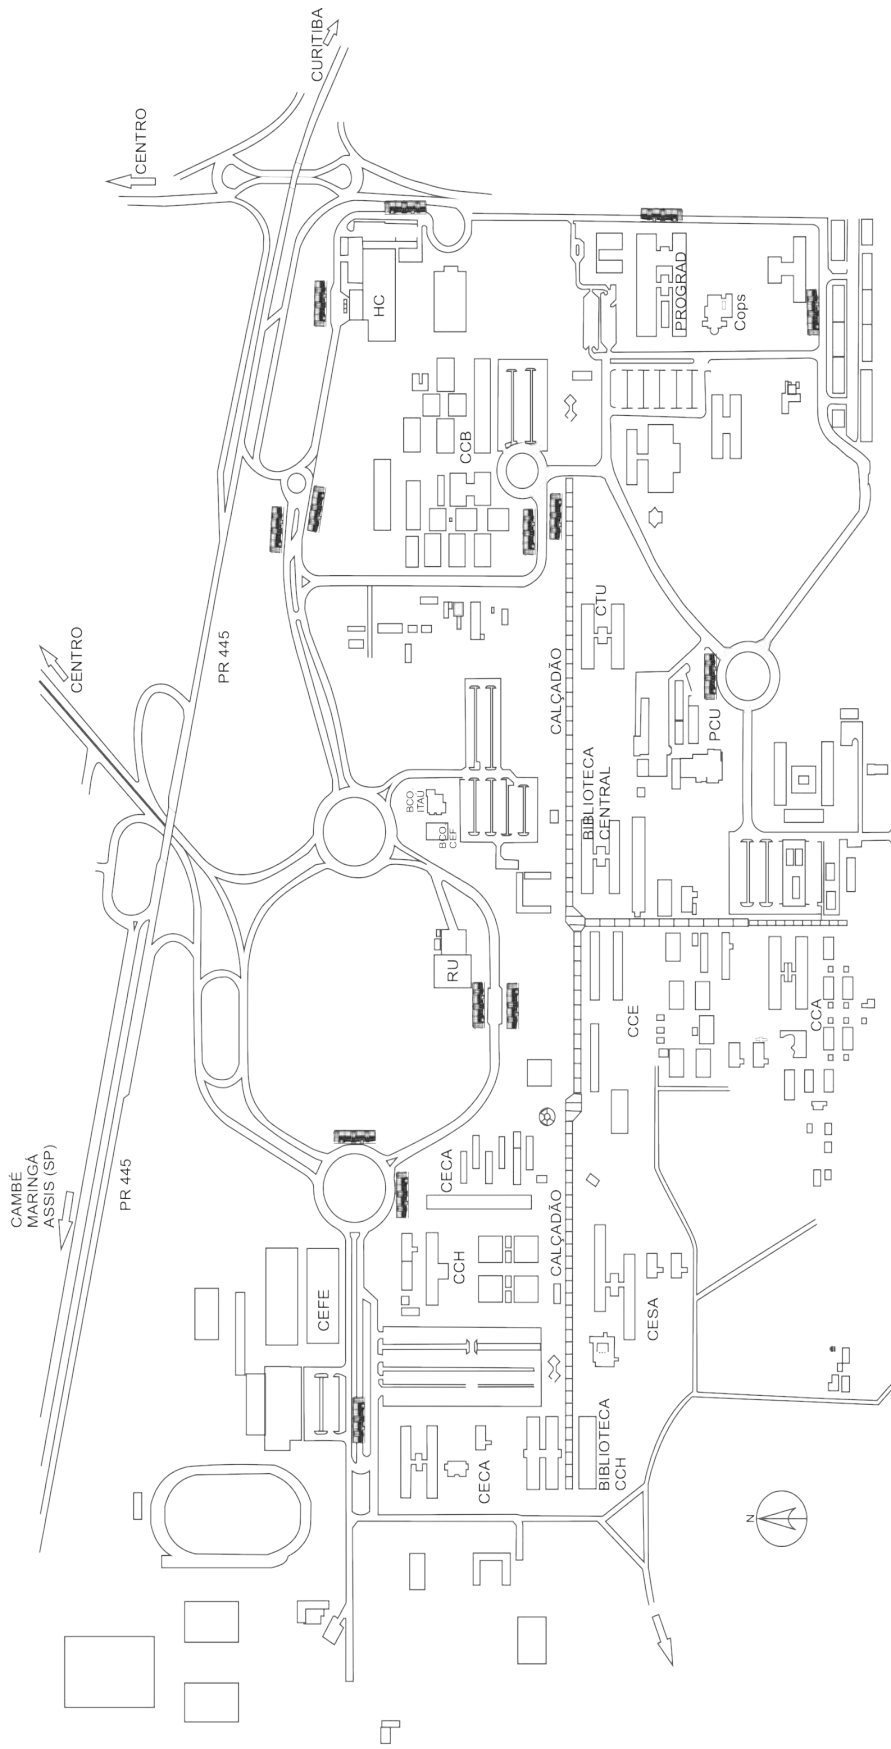 CURITIBA
CENTRO
HC
PROGRAD
Cops
CCB
CENTRO
PR 445
CALÇADÃO
CTU
PCU
BCO.
ITAÚ
BCO.
CEF
BIBLIOTECA
CENTRAL
RU
CCE
CCA
CAMBÉ
MARINGÁ
ASSIS (SP)
PR 445
CECA
CALÇADÃO
CCH
CEFE
CESA
CECA
BIBLIOTECA
CCH
N